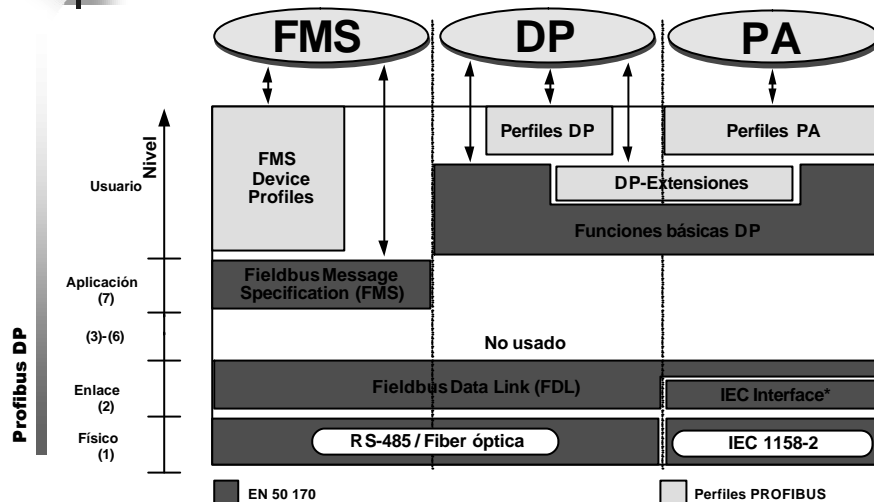 FMS
DP
PA
Nivel
Usuario
FMS
Device
Profiles
Perfiles DP
Perfiles PA
DP-Extensiones
Funciones básicas DP
Aplicación
(7)
Fieldbus Message
Specification (FMS)
(3)-(6)
No usado
Profibus DP
Enlace
(2)
Fieldbus Data Link (FDL)
IEC Interface*
Físico
(1)
RS-485 / Fiber óptica
IEC 1158-2
EN 50 170
Perfiles PROFIBUS